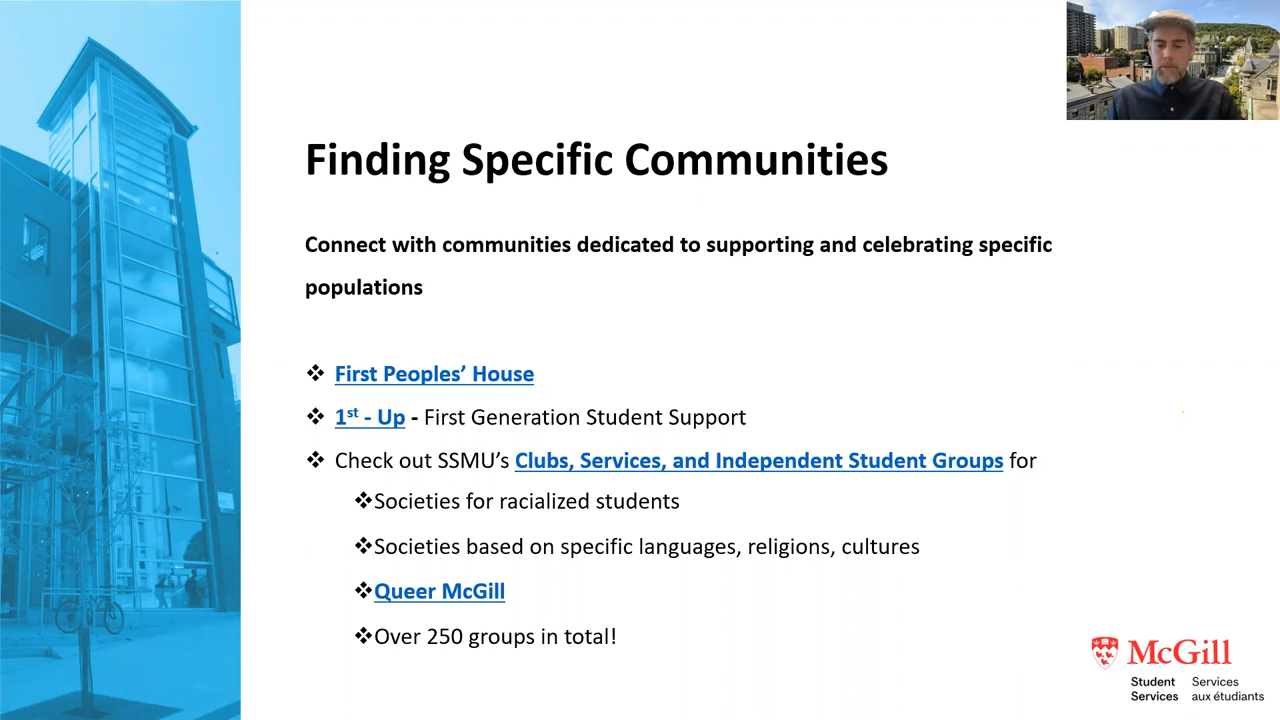 Finding Specific Communities
Connect with communities dedicated to supporting and celebrating specific
populations
❖ First Peoples’ House
❖ 1st - Up - First Generation Student Support
❖ Check out SSMU’s Clubs, Services, and Independent Student Groups for
❖Societies for racialized students
❖Societies based on specific languages, religions, cultures
❖Queer McGill
❖Over 250 groups in total!
McGill
Student Services
Services aux étudiants